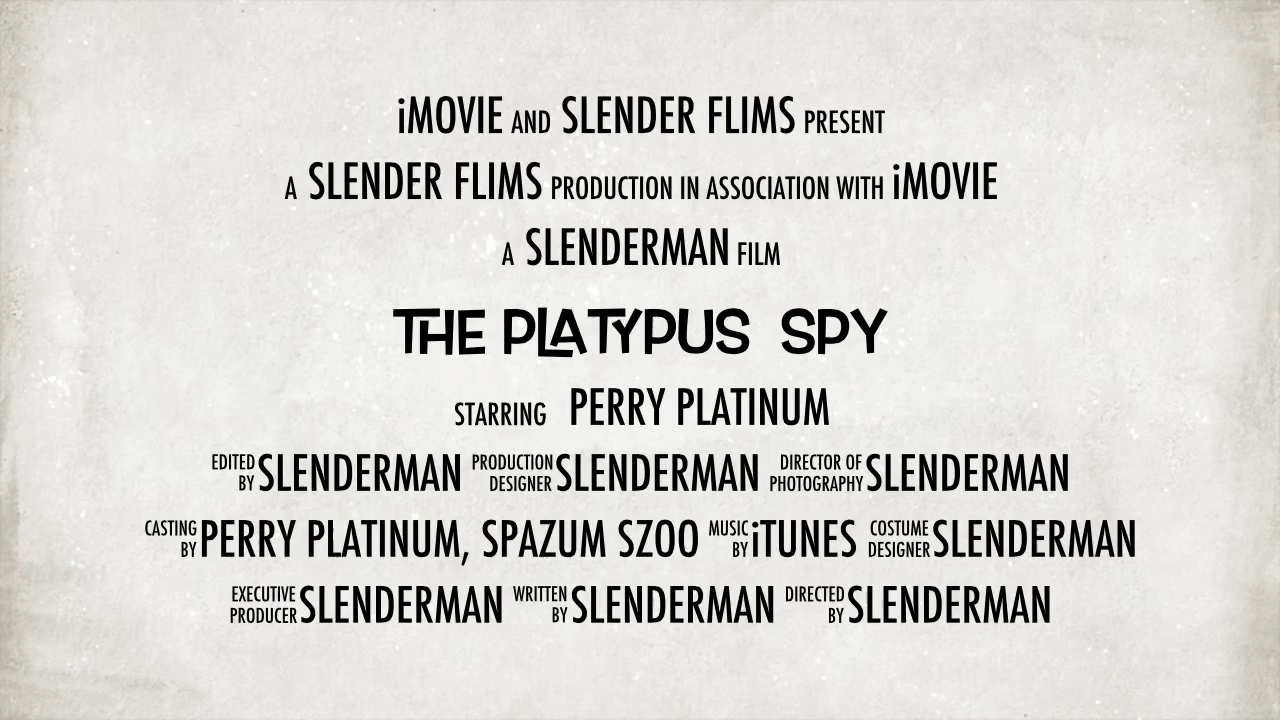 iMOVIE AND SLENDER FLIMS PRESENT
A SLENDER FLIMS PRODUCTION IN ASSOCIATION WITH iMOVIE
A SLENDERMAN FILM
THE PLATYPUS SPY
STARRING PERRY PLATINUM
EDITED BY SLENDERMAN PRODUCTION DESIGNER SLENDERMAN DIRECTOR OF PHOTOGRAPHY SLENDERMAN
CASTING BY PERRY PLATINUM, SPAZUM SZOO MUSIC BY iTUNES COSTUME DESIGNER SLENDERMAN
EXECUTIVE PRODUCER SLENDERMAN WRITTEN BY SLENDERMAN DIRECTED BY SLENDERMAN